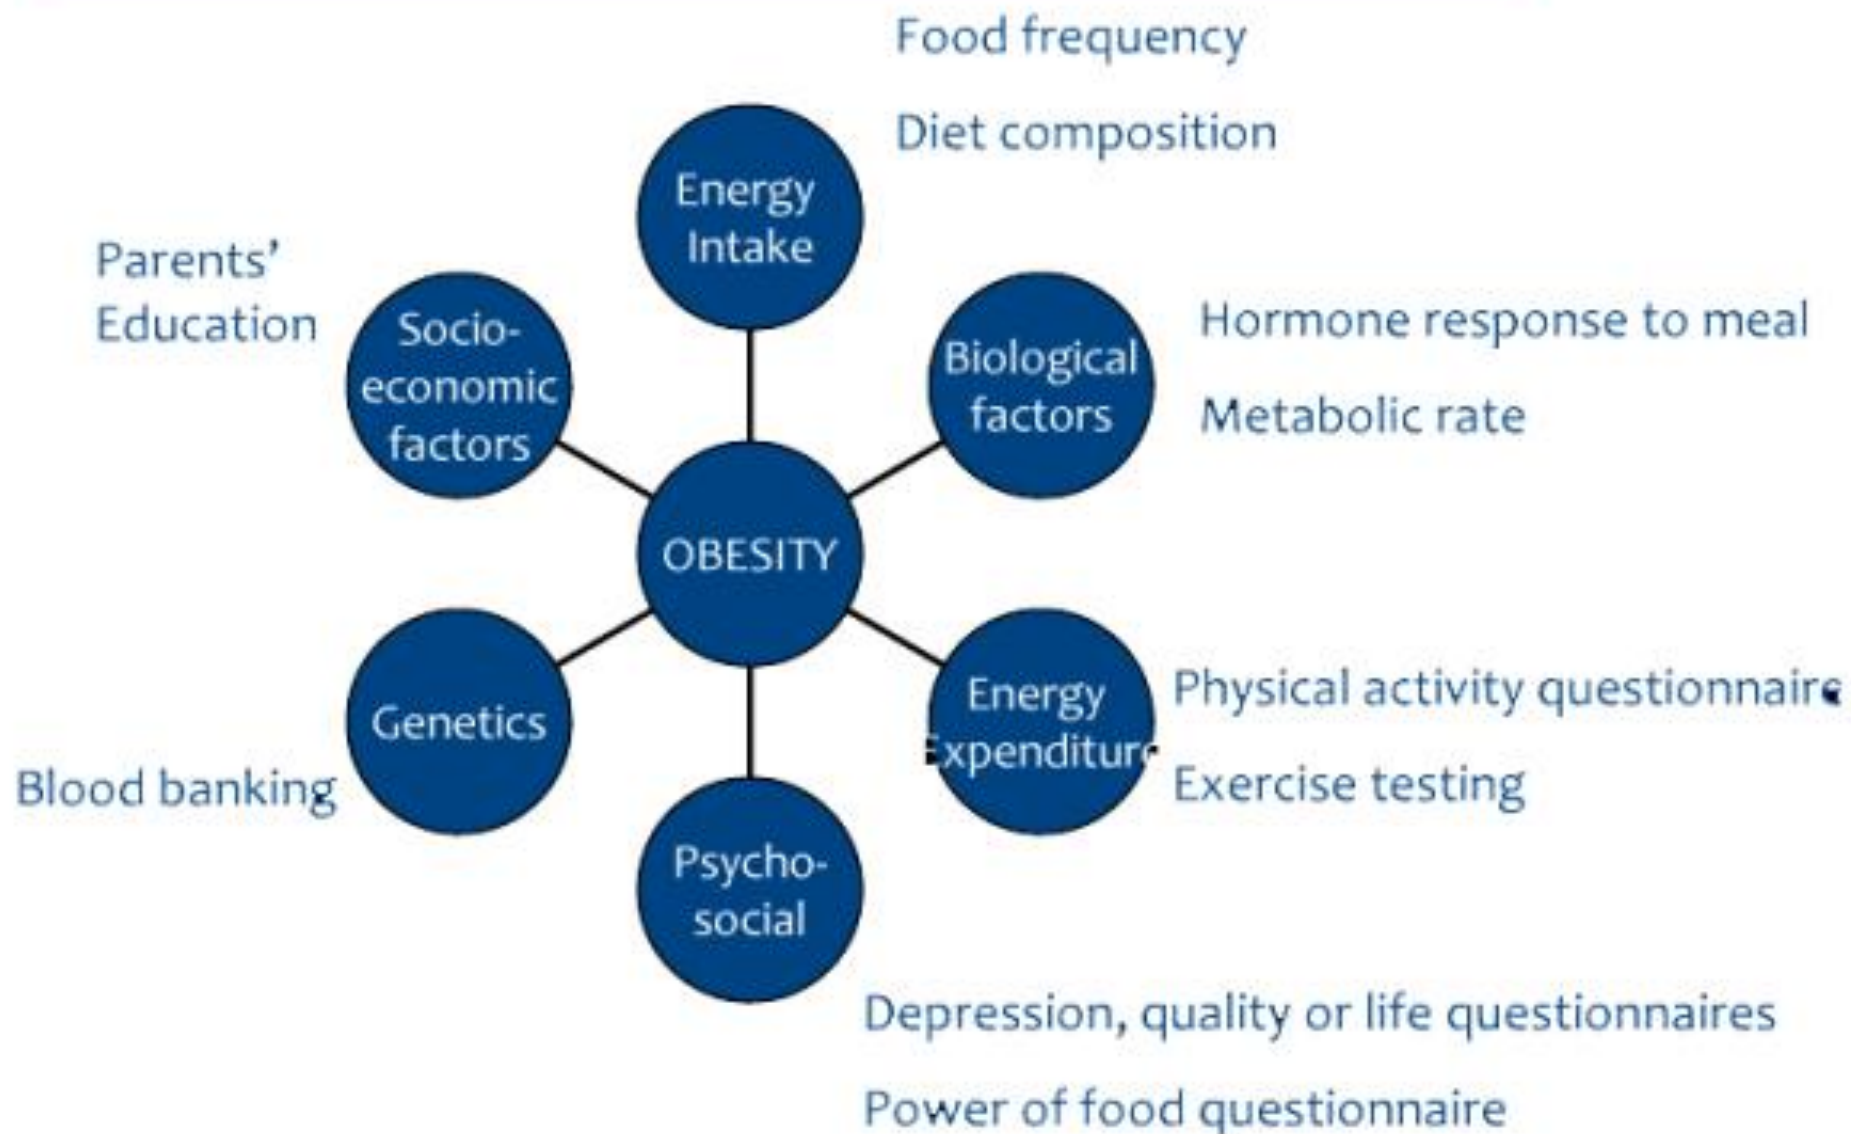 Food frequency
Diet composition
Energy
Intake
Parents'
Education
Socio-
economic
factors
Biological
factors
Hormone response to meal
Metabolic rate
OBESITY
Genetics
Blood banking
Energy
Expenditure
Physical activity questionnaire
Exercise testing
Psycho-
social
Depression, quality or life questionnaires
Power of food questionnaire